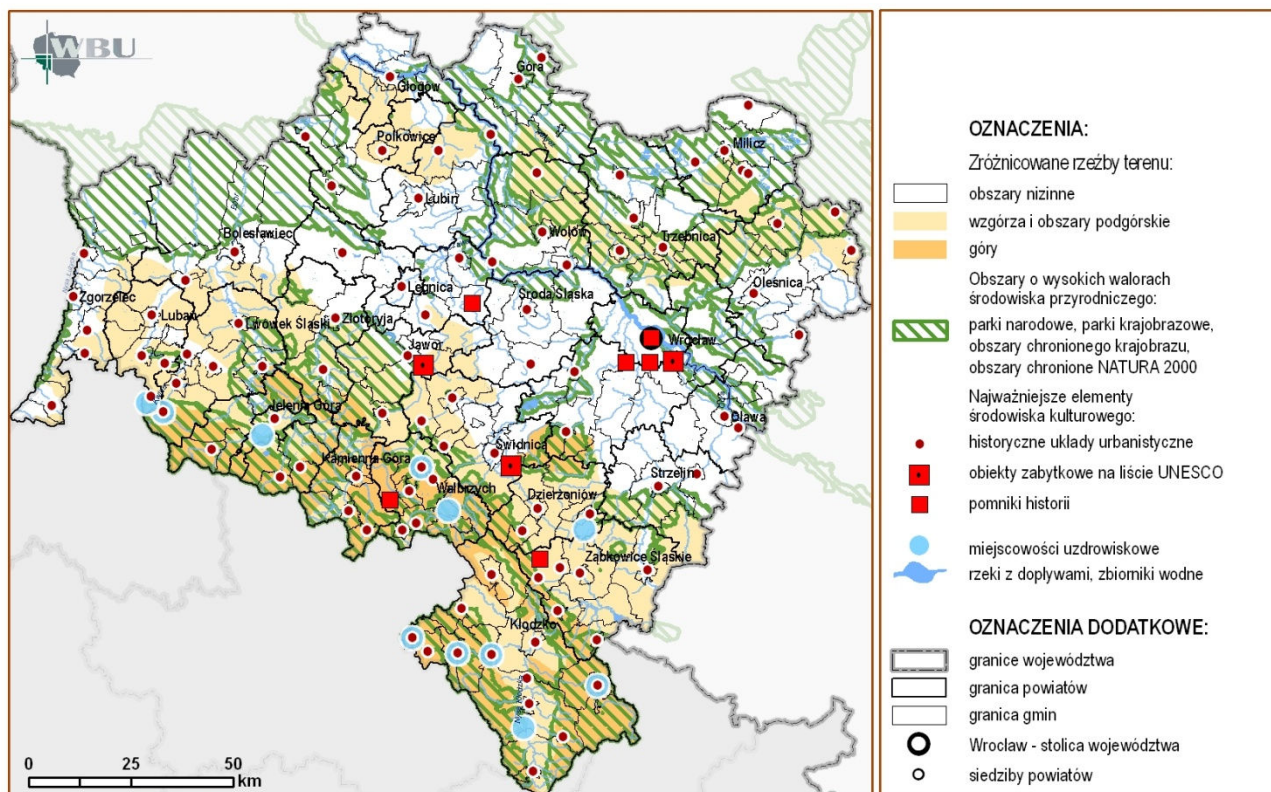 WBU
Głogów
Góra
Polkowice
Milicz
Lubin
Bolesławiec
Wołów
Trzebnica
Oleśnica
Zgorzelec
Legnica
Środa Śląska
Lubań
Lwówek Śląski
Złotoryja
Jawor
Wrocław
Jelenia Góra
Oława
Kamienna Góra
Świdnica
Strzelin
Wałbrzych
Dzierżoniów
Ząbkowice Śląskie
Kłodzko
0 25 50
km
OZNACZENIA:
Zróżnicowane rzeźby terenu:
obszary nizinne
wzgórza i obszary podgórskie
góry
Obszary o wysokich walorach
środowiska przyrodniczego:
parki narodowe, parki krajobrazowe,
obszary chronionego krajobrazu,
obszary chronione NATURA 2000
Najważniejsze elementy
środowiska kulturowego:
historyczne układy urbanistyczne
obiekty zabytkowe na liście UNESCO
pomniki historii
miejscowości uzdrowiskowe
rzeki z dopływami, zbiorniki wodne
OZNACZENIA DODATKOWE:
granice województwa
granica powiatów
granica gmin
Wrocław - stolica województwa
siedziby powiatów